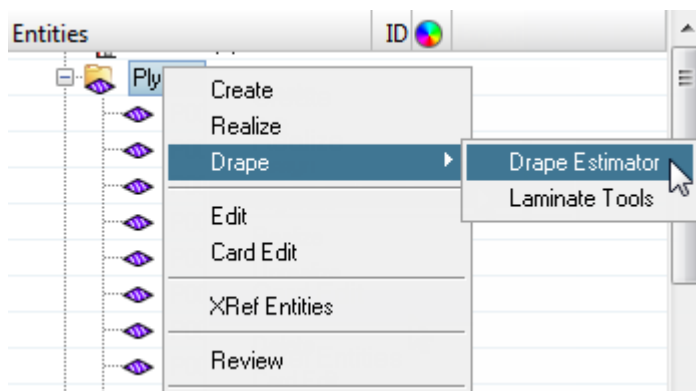 Entities ID
Ply
Create
Realize
Drape
Drape Estimator
Laminate Tools
Edit
Card Edit
XRef Entities
Review